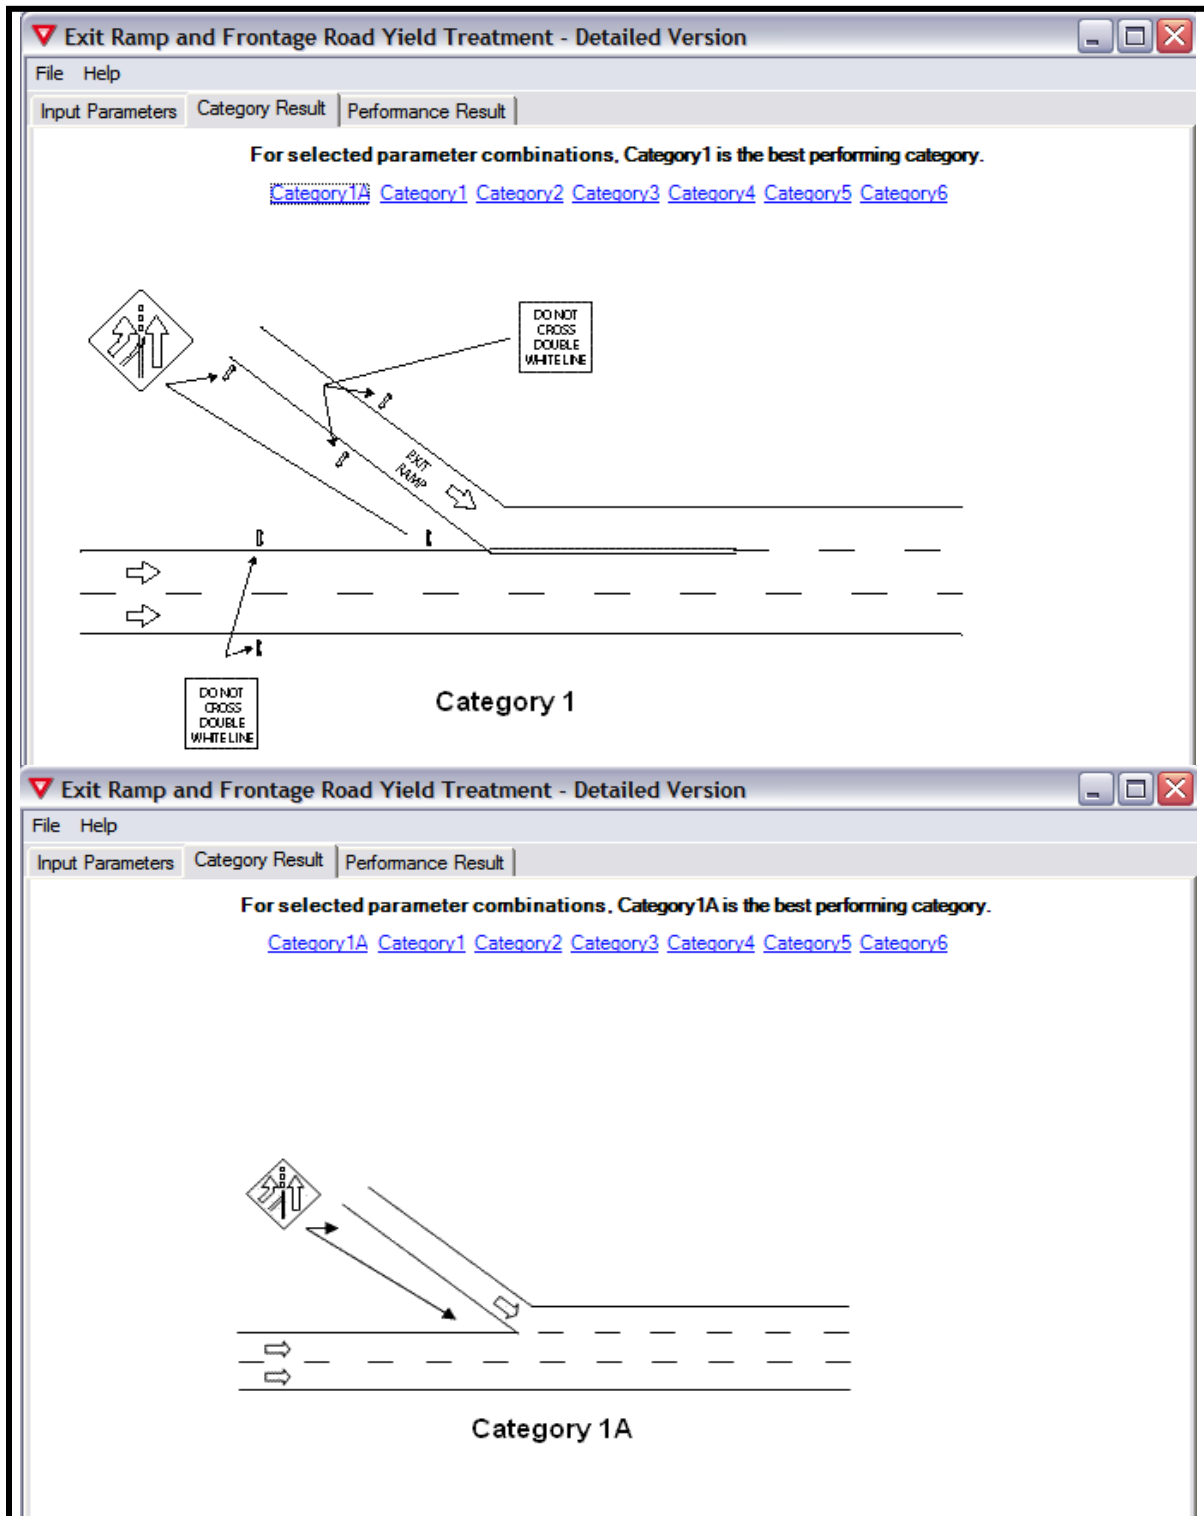 Exit Ramp and Frontage Road Yield Treatment - Detailed Version
File Help
Input Parameters Category Result Performance Result
For selected parameter combinations, Category1 is the best performing category.
Category1A Category1 Category2 Category3 Category4 Category5 Category6
DO NOT
CROSS
DOUBLE
WHITE LINE
EXIT
RAMP
DO NOT
CROSS
DOUBLE
WHITE LINE
Category 1
Exit Ramp and Frontage Road Yield Treatment - Detailed Version
File Help
Input Parameters Category Result Performance Result
For selected parameter combinations, Category1A is the best performing category.
Category1A Category1 Category2 Category3 Category4 Category5 Category6
Category 1A